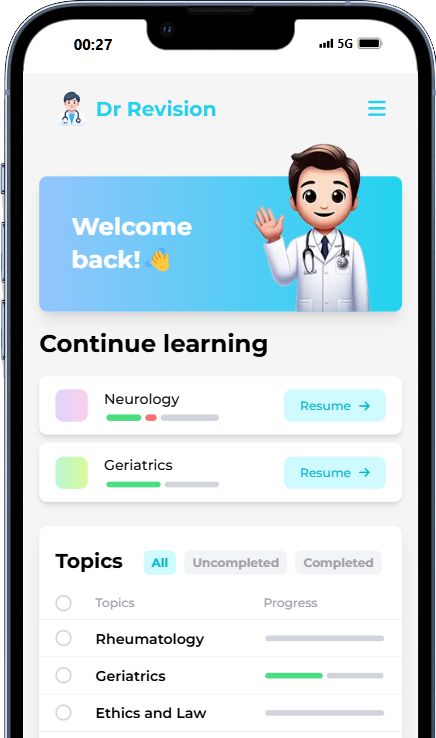 00:27
5G
Dr Revision
Welcome
back! 👋
Continue learning
Neurology
Resume →
Geriatrics
Resume →
Topics All Uncompleted Completed
Topics Progress
Rheumatology
Geriatrics
Ethics and Law